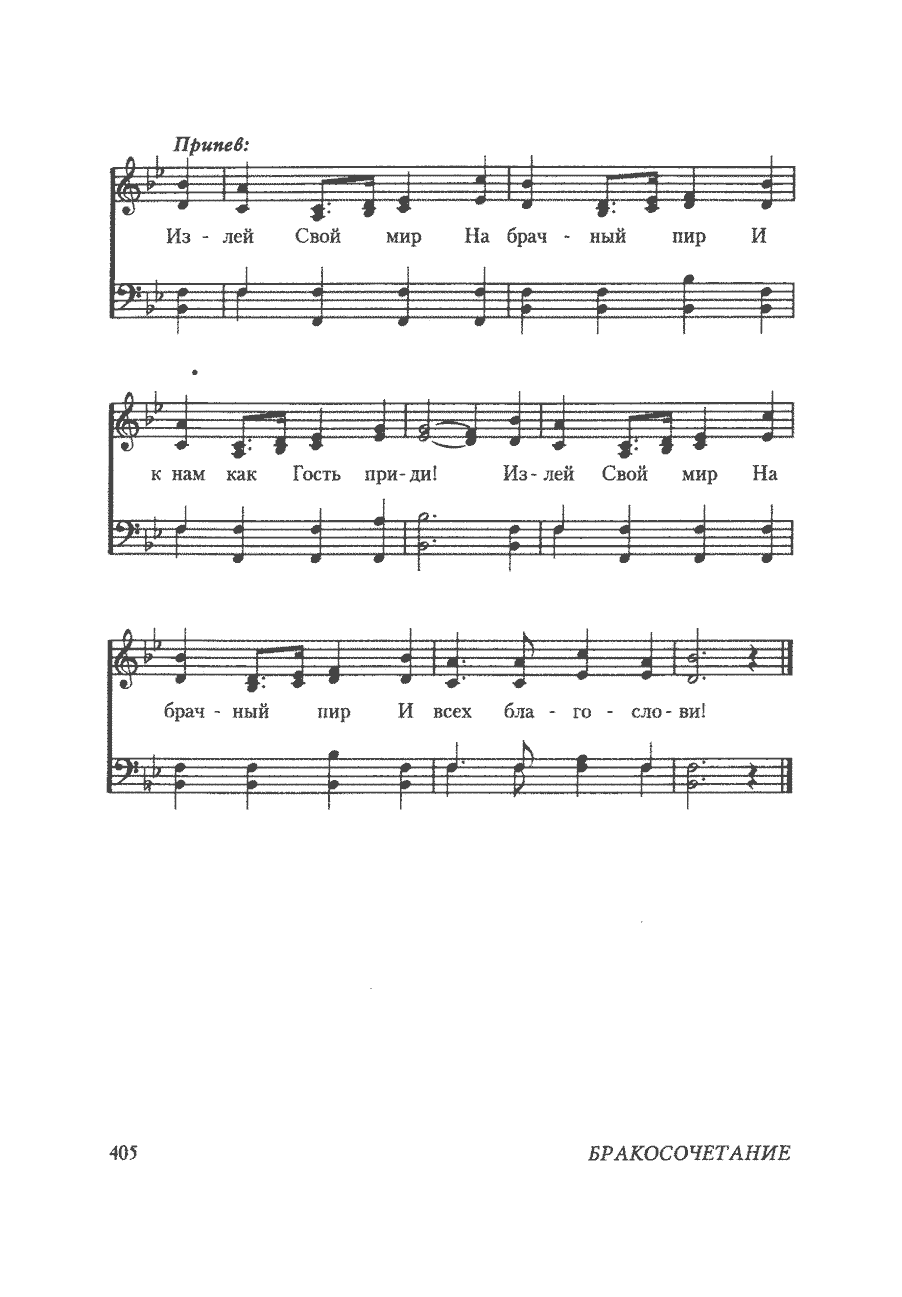 Припев:
Из - лей Свой мир На брач - ный пир И
к нам как Гость при- ди! Из- лей Свой мир На
брач - ный пир И всех бла - го - сло- ви!
405 БРАКОСОЧЕТАНИЕ